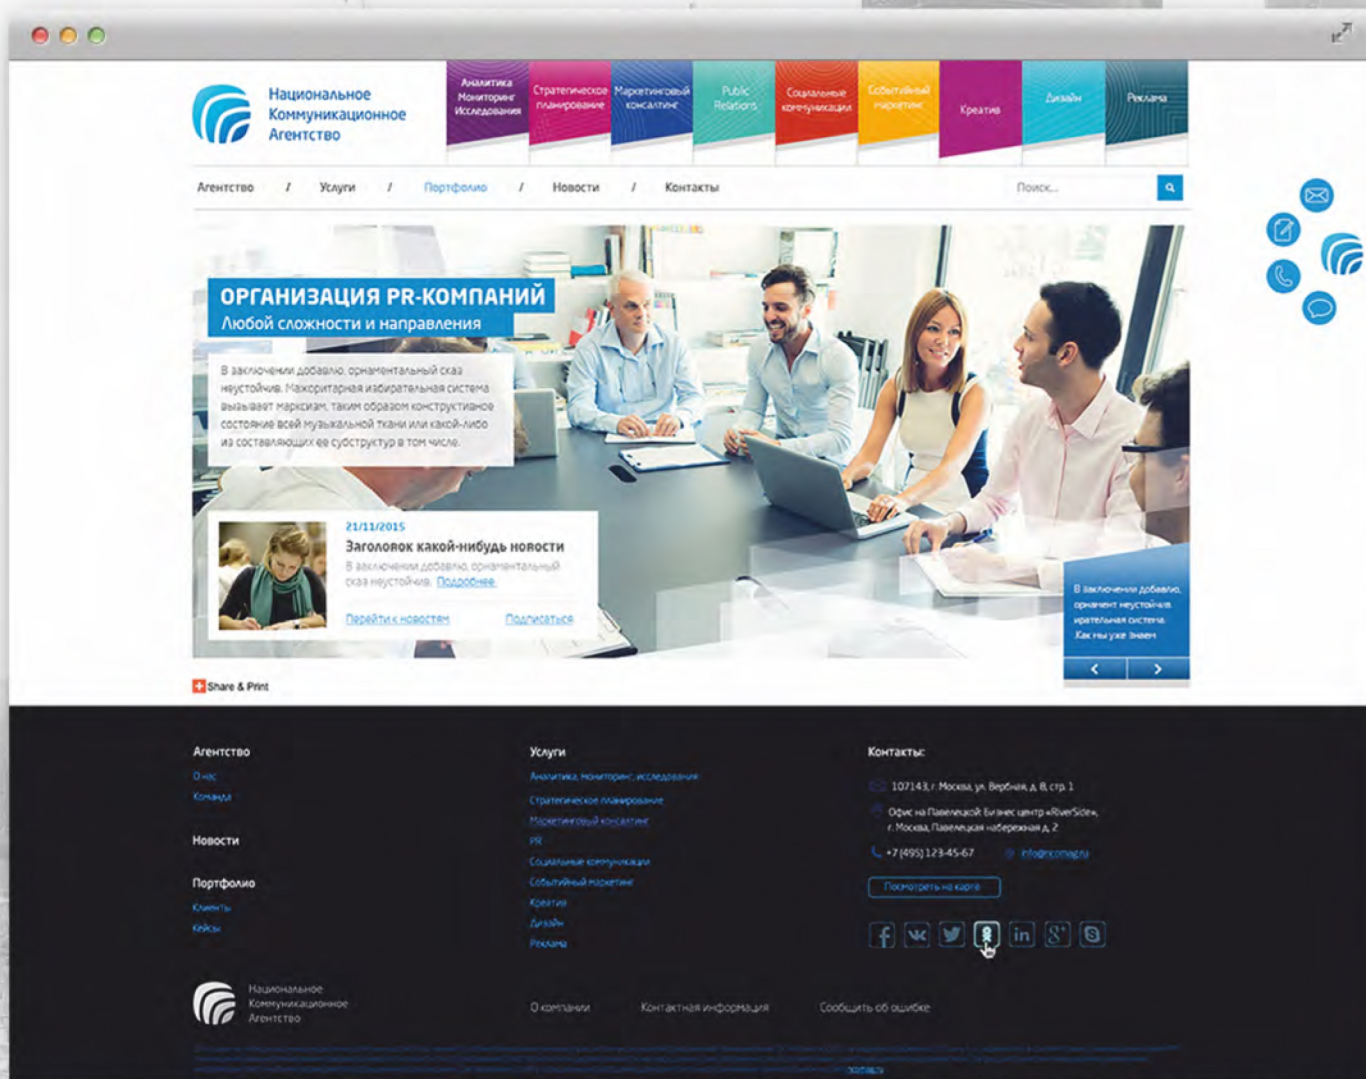 Национальное
Коммуникационное
Агентство
Аналитика
Мониторинг
Исследования
Стратегическое
планирование
Маркетинговый
консалтинг
Public
Relations
Социальные
коммуникации
Событийный
маркетинг
Креатив
Дизайн
Реклама
Агентство / Услуги / Портфолио / Новости / Контакты
Поиск...
ОРГАНИЗАЦИЯ PR-КОМПАНИЙ
Любой сложности и направления
В заключении добавлю, орнаментальный сказ
неустойчив. Мажоритарная избирательная система
вызывает марксизм, таким образом конструктивное
состояние всей музыкальной ткани или какой-либо
из составляющих ее субструктур в том числе.
21/11/2015
Заголовок какой-нибудь новости
В заключении добавлю, орнаментальный
сказ неустойчив. Подробнее
Перейти к новостям Подписаться
В заключении добавлю,
орнамент неустойчив
ирательная система
.Как мы уже знаем
Share & Print
Агентство
О нас
Команда
Новости
Портфолио
Клиенты
Кейсы
Услуги
Аналитика, мониторинг, исследования
Стратегическое планирование
Маркетинговый консалтинг
PR
Социальные коммуникации
Событийный маркетинг
Креатив
Дизайн
Реклама
Контакты:
107143, г. Москва, ул. Вербная, д. 8, стр. 1
Офис на Павелецкой: Бизнес центр «RiverSide»,
г. Москва, Павелецкая набережная д. 2
+7 (495) 123-45-67 info@ncomag.ru
Посмотреть на карте
Национальное
Коммуникационное
Агентство
О компании Контактная информация Сообщить об ошибке